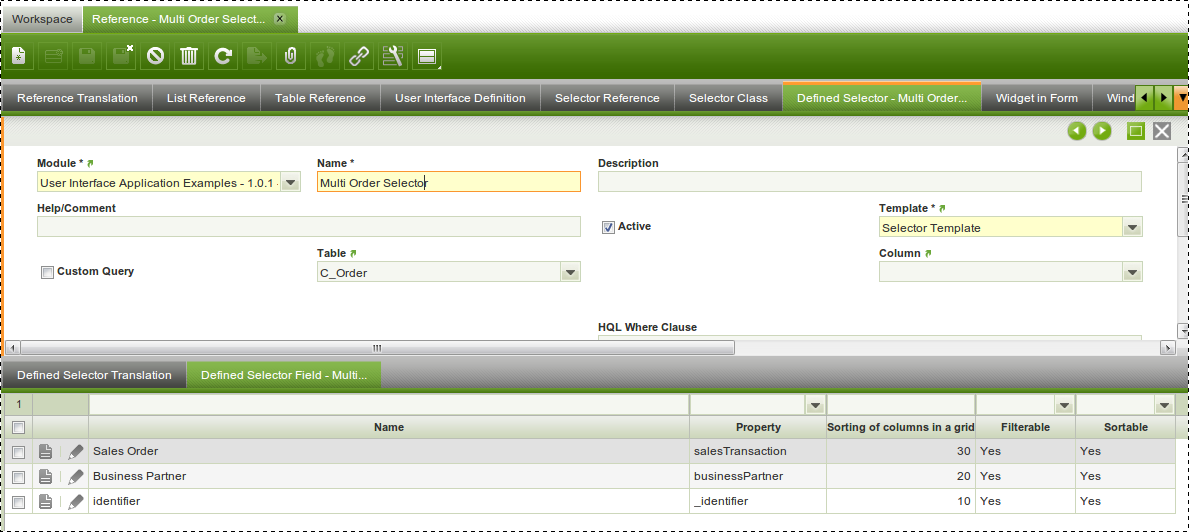 Workspace Reference - Multi Order Select...
Reference Translation List Reference Table Reference User Interface Definition Selector Reference Selector Class Defined Selector - Multi Order... Widget in Form Wind
Module * Name * Description
User Interface Application Examples - 1.0.1 - Multi Order Selector
Help/Comment Active Template *
Selector Template
Custom Query Table Column
C_Order
HQL Where Clause
Defined Selector Translation Defined Selector Field - Multi...
1
Name Property Sorting of columns in a grid Filterable Sortable
Sales Order salesTransaction 30 Yes Yes
Business Partner businessPartner 20 Yes Yes
identifier _identifier 10 Yes Yes